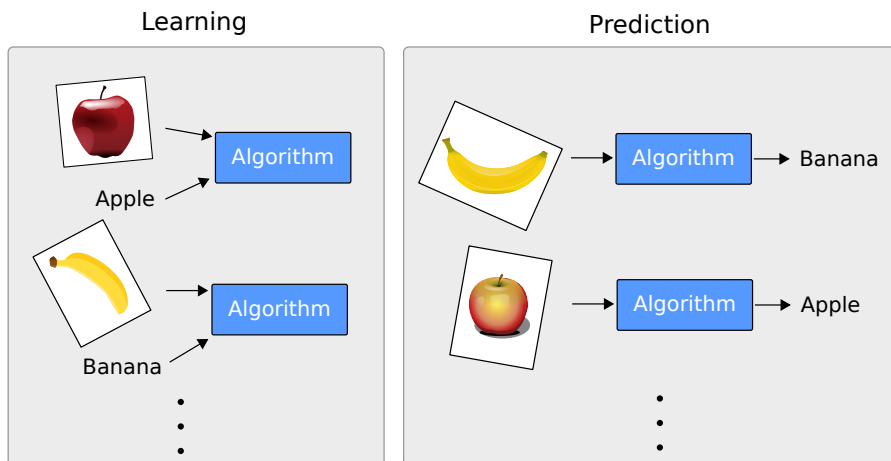 Learning
Algorithm
Apple
Algorithm
Banana
Prediction
Algorithm
Banana
Algorithm
Apple